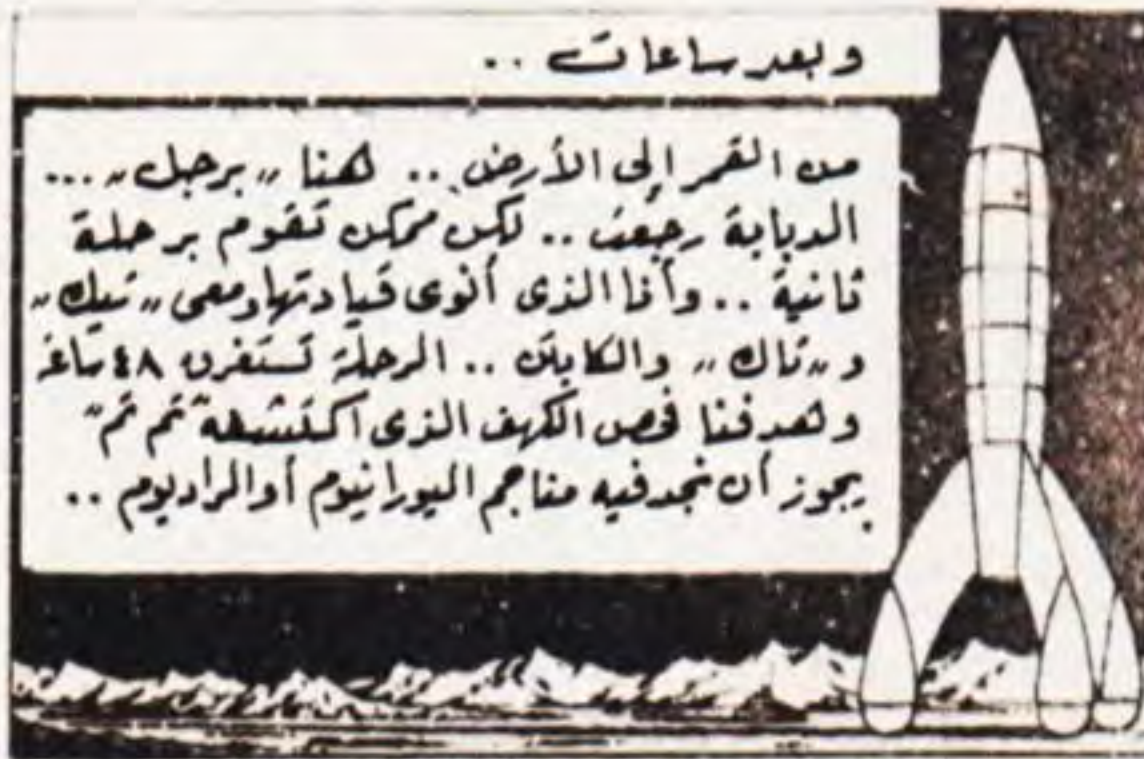 وبعد ساعات ..
من القمر إلى الأرض .. هنا „ برجل „ ...
الدبابة رجعت .. لكن ممكن تقوم برحلة
ثانية .. وأنا الذى أنوى قيادتها ومعى „ تيك „
و „ تاك „ والكابتن .. الرحلة تستغرق ٤٨ ساعة
وهدفنا فحص الكهف الذى اكتشفه " تم تم "
يجوز أن نجد فيه مناجم اليورانيوم أو الراديوم ..